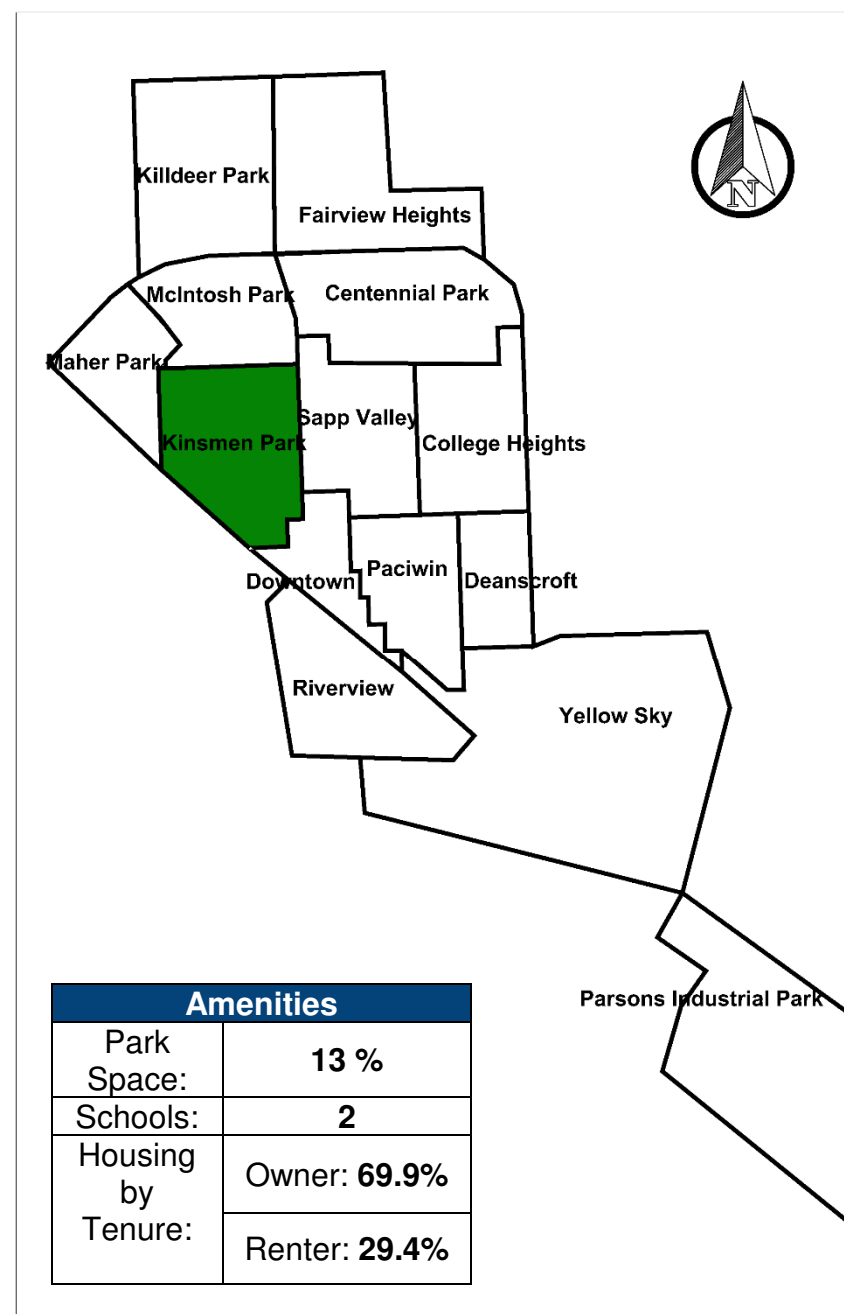 Killdeer Park
N
Fairview Heights
McIntosh Park
Centennial Park
Maher Park
Sapp Valley
Kinsmen Park
College Heights
Downtown
Paciwin
Deanscroft
Riverview
Yellow Sky
Parsons Industrial Park
Amenities
Park
Space:
13 %
Schools:
2
Housing
by
Tenure:
Owner: 69.9%
Renter: 29.4%